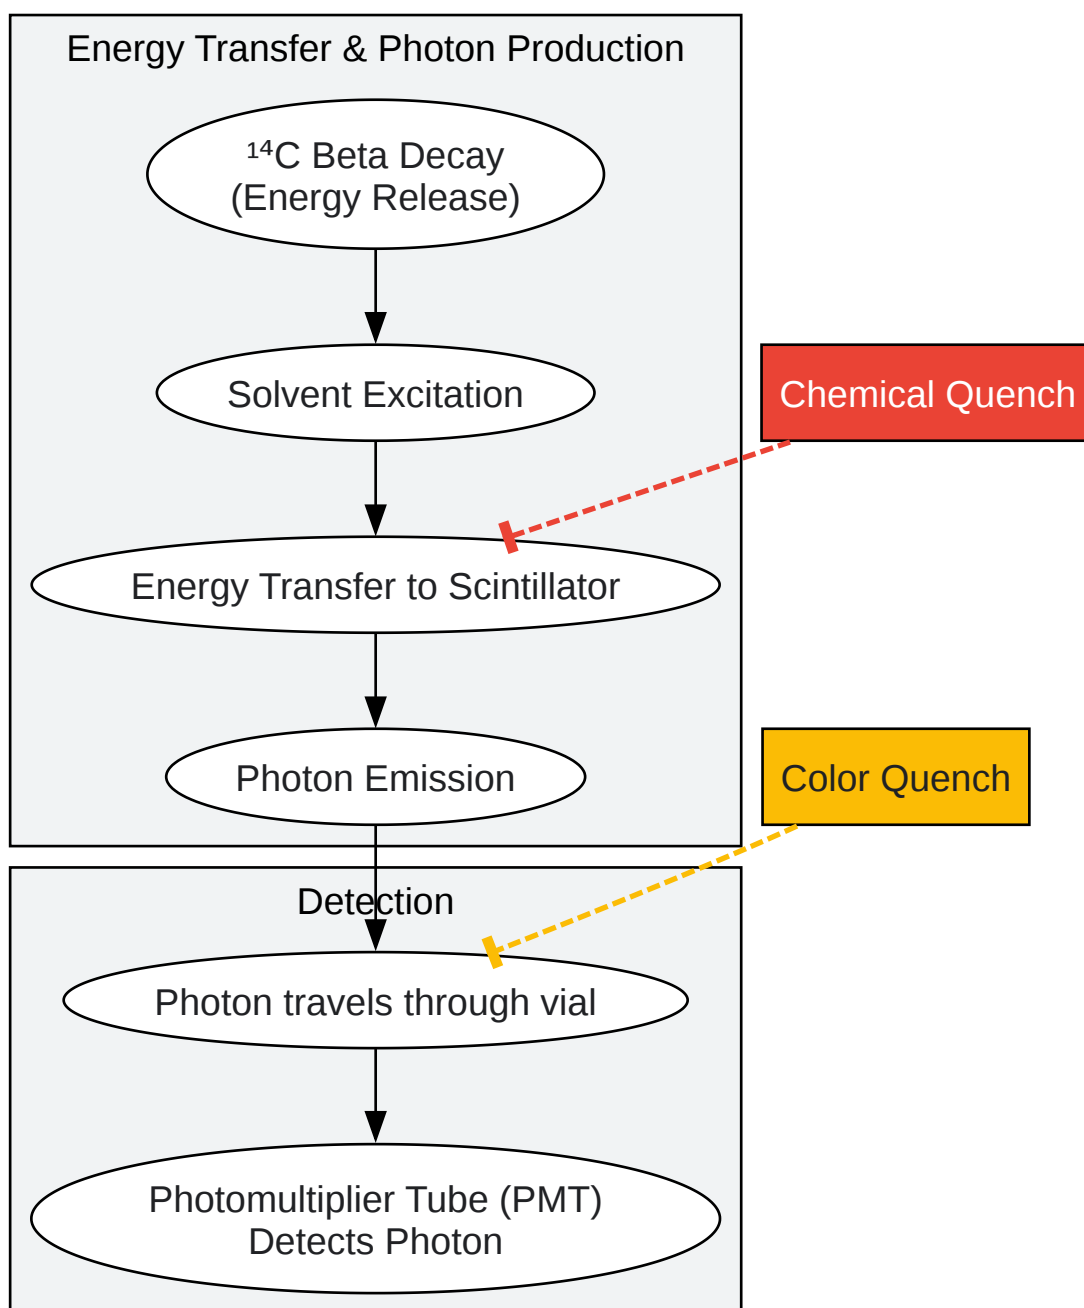 Energy Transfer & Photon Production
¹⁴C Beta Decay
(Energy Release)
Solvent Excitation
Chemical Quench
Energy Transfer to Scintillator
Photon Emission
Color Quench
Detection
Photon travels through vial
Photomultiplier Tube (PMT)
Detects Photon